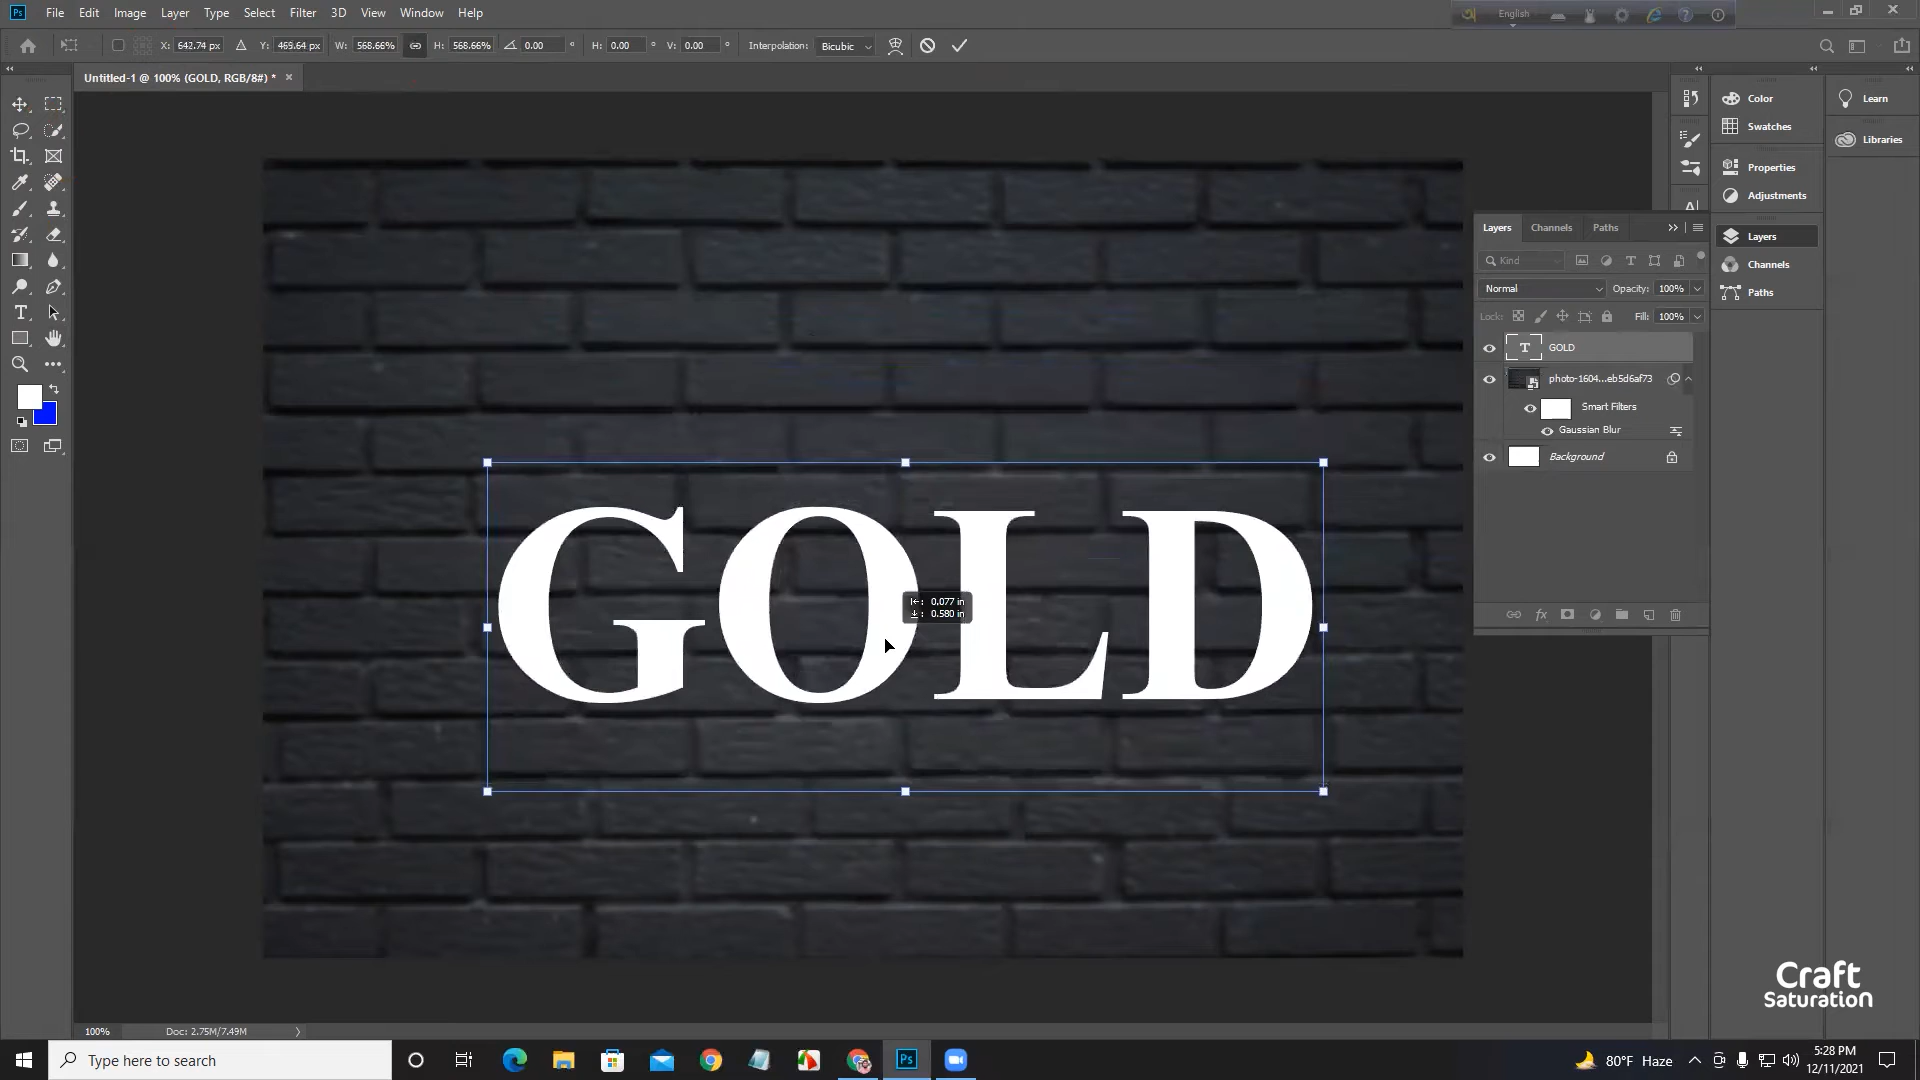 Ps File Edit Image Layer Type Select Filter 3D View Window Help
English
X: 642.74 px Y: 469.64 px W: 568.66% H: 568.66% 0.00 ° H: 0.00 ° V: 0.00 ° Interpolation: Bicubic
Untitled-1 @ 100% (GOLD, RGB/8#) * ×
Color
Swatches
Properties
Adjustments
Layers
Channels
Paths
Learn
Libraries
Layers Channels Paths
Kind
Normal Opacity: 100%
Lock: Fill: 100%
T GOLD
photo-1604...eb5d6af73
Smart Filters
Gaussian Blur
Background
fx
GOLD
0.077 in
0.580 in
Craft
Saturation
100% Doc: 2.75M/7.49M
Type here to search
Ps
80°F Haze
5:28 PM
12/11/2021